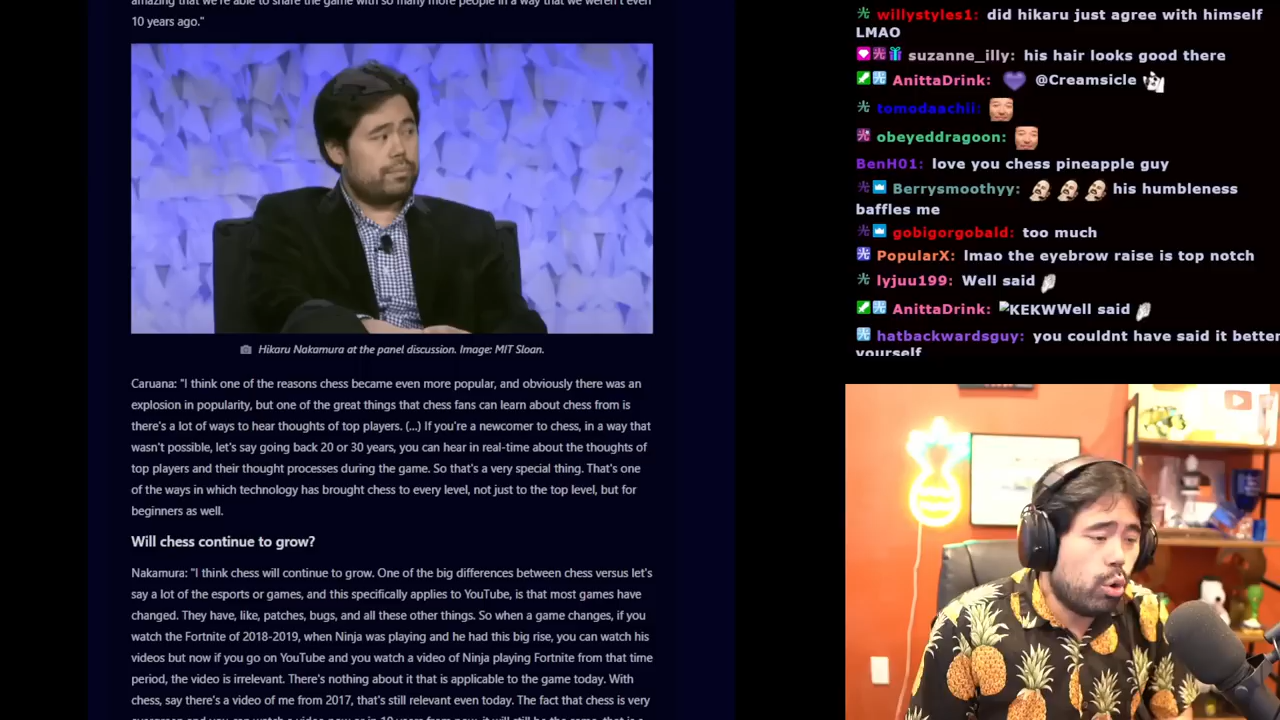 amazing that we're able to share the game with so many more people in a way that we weren't even
10 years ago."
Hikaru Nakamura at the panel discussion. Image: MIT Sloan.
Caruana: "I think one of the reasons chess became even more popular, and obviously there was an
explosion in popularity, but one of the great things that chess fans can learn about chess from is
there's a lot of ways to hear thoughts of top players. (...) If you're a newcomer to chess, in a way that
wasn't possible, let's say going back 20 or 30 years, you can hear in real-time about the thoughts of
top players and their thought processes during the game. So that's a very special thing. That's one
of the ways in which technology has brought chess to every level, not just to the top level, but for
beginners as well.
Will chess continue to grow?
Nakamura: "I think chess will continue to grow. One of the big differences between chess versus let's
say a lot of the esports or games, and this specifically applies to YouTube, is that most games have
changed. They have, like, patches, bugs, and all these other things. So when a game changes, if you
watch the Fortnite of 2018-2019, when Ninja was playing and he had this big rise, you can watch his
videos but now if you go on YouTube and you watch a video of Ninja playing Fortnite from that time
period, the video is irrelevant. There's nothing about it that is applicable to the game today. With
chess, say there's a video of me from 2017, that's still relevant even today. The fact that chess is very
willystyles1: did hikaru just agree with himself
LMAO
suzanne_illy: his hair looks good there
AnittaDrink: @Creamsicle
tomodaachii:
obeyeddragoon:
BenH01: love you chess pineapple guy
Berrysmoothyy: his humbleness
baffles me
gobigorgobald: too much
PopularX: lmao the eyebrow raise is top notch
lyjuu199: Well said
AnittaDrink: KEKWWell said
hatbackwardsguy: you couldnt have said it better
yourself